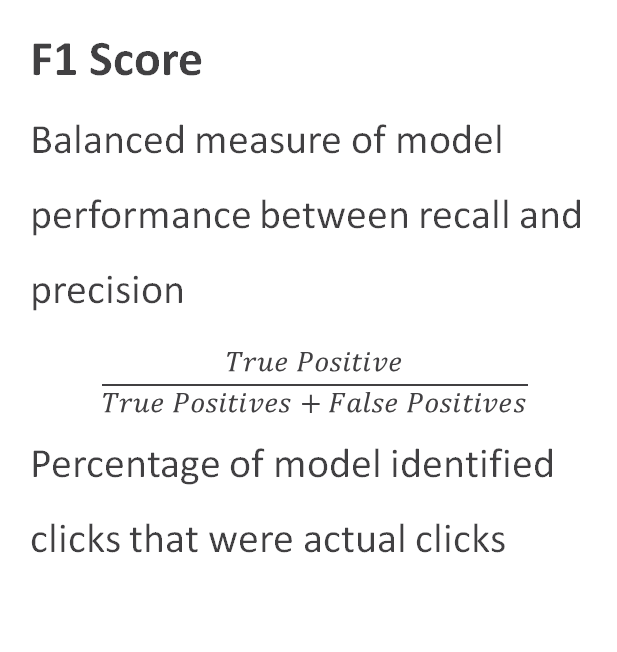 F1 Score
Balanced measure of model
performance between recall and
precision
True Positive
True Positives + False Positives
Percentage of model identified
clicks that were actual clicks